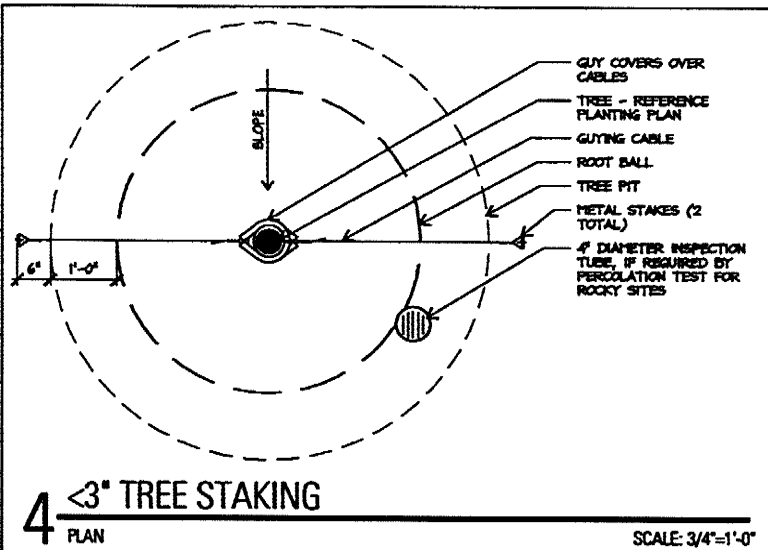 GUY COVERS OVER
CABLES
TREE - REFERENCE
PLANTING PLAN
GUYING CABLE
ROOT BALL
TREE PIT
METAL STAKES (2
TOTAL)
4" DIAMETER INSPECTION
TUBE, IF REQUIRED BY
PERCOLATION TEST FOR
ROCKY SITES
SLOPE
6" 1'-0"
4 <3" TREE STAKING
PLAN SCALE: 3/4"=1'-0"